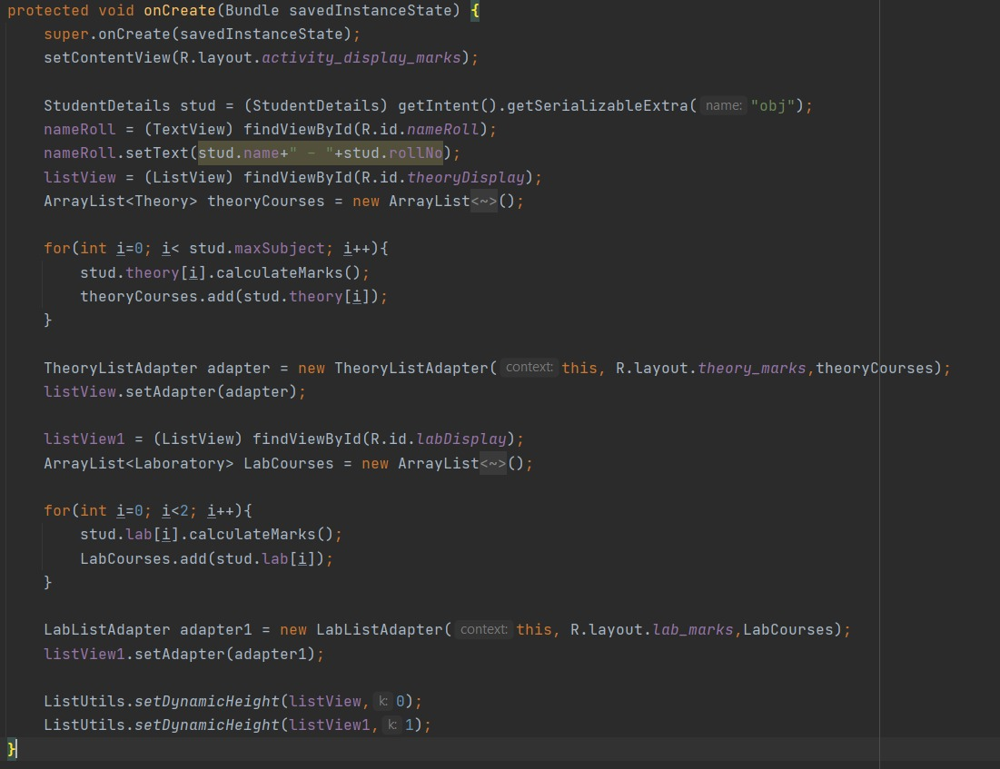 protected void onCreate(Bundle savedInstanceState) {
    super.onCreate(savedInstanceState);
    setContentView(R.layout.activity_display_marks);
    StudentDetails stud = (StudentDetails) getIntent().getSerializableExtra( name: "obj");
    nameRoll = (TextView) findViewById(R.id.nameRoll);
    nameRoll.setText(stud.name+" - "+stud.rollNo);
    listView = (ListView) findViewById(R.id.theoryDisplay);
    ArrayList<Theory> theoryCourses = new ArrayList<~>();
    for(int i=0; i< stud.maxSubject; i++){
        stud.theory[i].calculateMarks();
        theoryCourses.add(stud.theory[i]);
    }
    TheoryListAdapter adapter = new TheoryListAdapter( context: this, R.layout.theory_marks,theoryCourses);
    listView.setAdapter(adapter);
    listView1 = (ListView) findViewById(R.id.labDisplay);
    ArrayList<Laboratory> LabCourses = new ArrayList<~>();
    for(int i=0; i<2; i++){
        stud.lab[i].calculateMarks();
        LabCourses.add(stud.lab[i]);
    }
    LabListAdapter adapter1 = new LabListAdapter( context: this, R.layout.lab_marks,LabCourses);
    listView1.setAdapter(adapter1);
    ListUtils.setDynamicHeight(listView, k: 0);
    ListUtils.setDynamicHeight(listView1, k: 1);
}